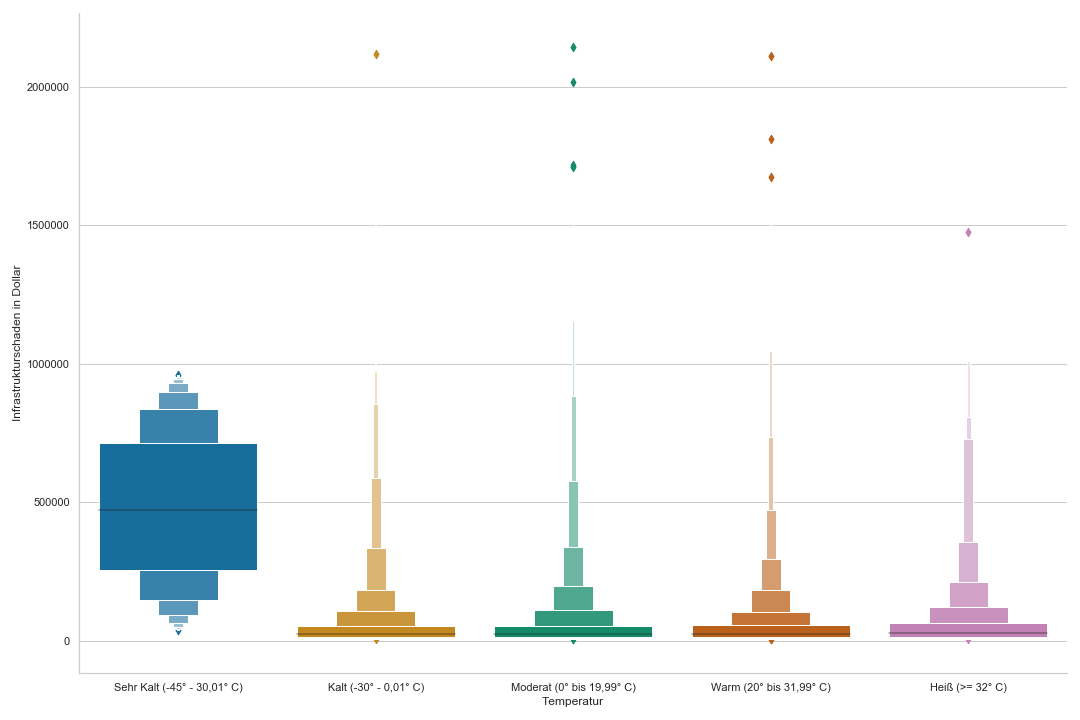 2000000
1500000
1000000
500000
0
Infrastrukturschaden in Dollar
Sehr Kalt (-45° - 30,01° C) Kalt (-30° - 0,01° C) Moderat (0° bis 19,99° C) Warm (20° bis 31,99° C) Heiß (>= 32° C)
Temperatur